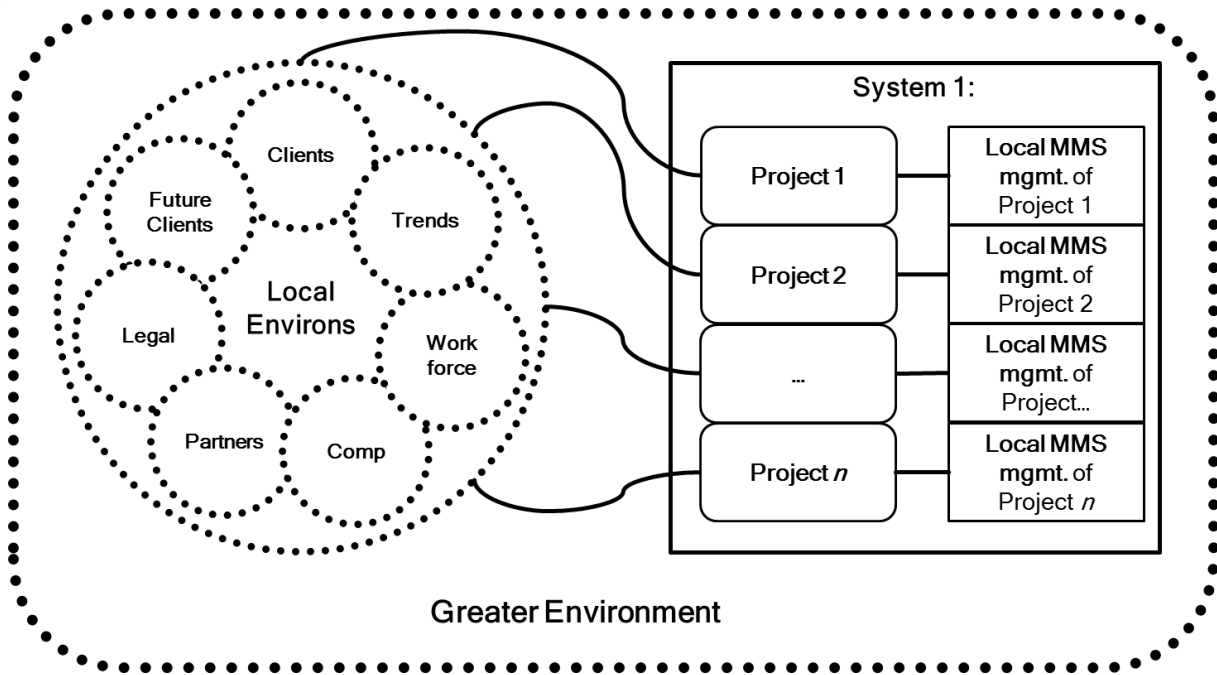 System 1:
Clients
Future
Clients
Trends
Legal
Local
Environs
Work
force
Partners
Comp
Project 1
Local MMS
mgmt. of
Project 1
Project 2
Local MMS
mgmt. of
Project 2
...
Local MMS
mgmt. of
Project...
Project n
Local MMS
mgmt. of
Project n
Greater Environment